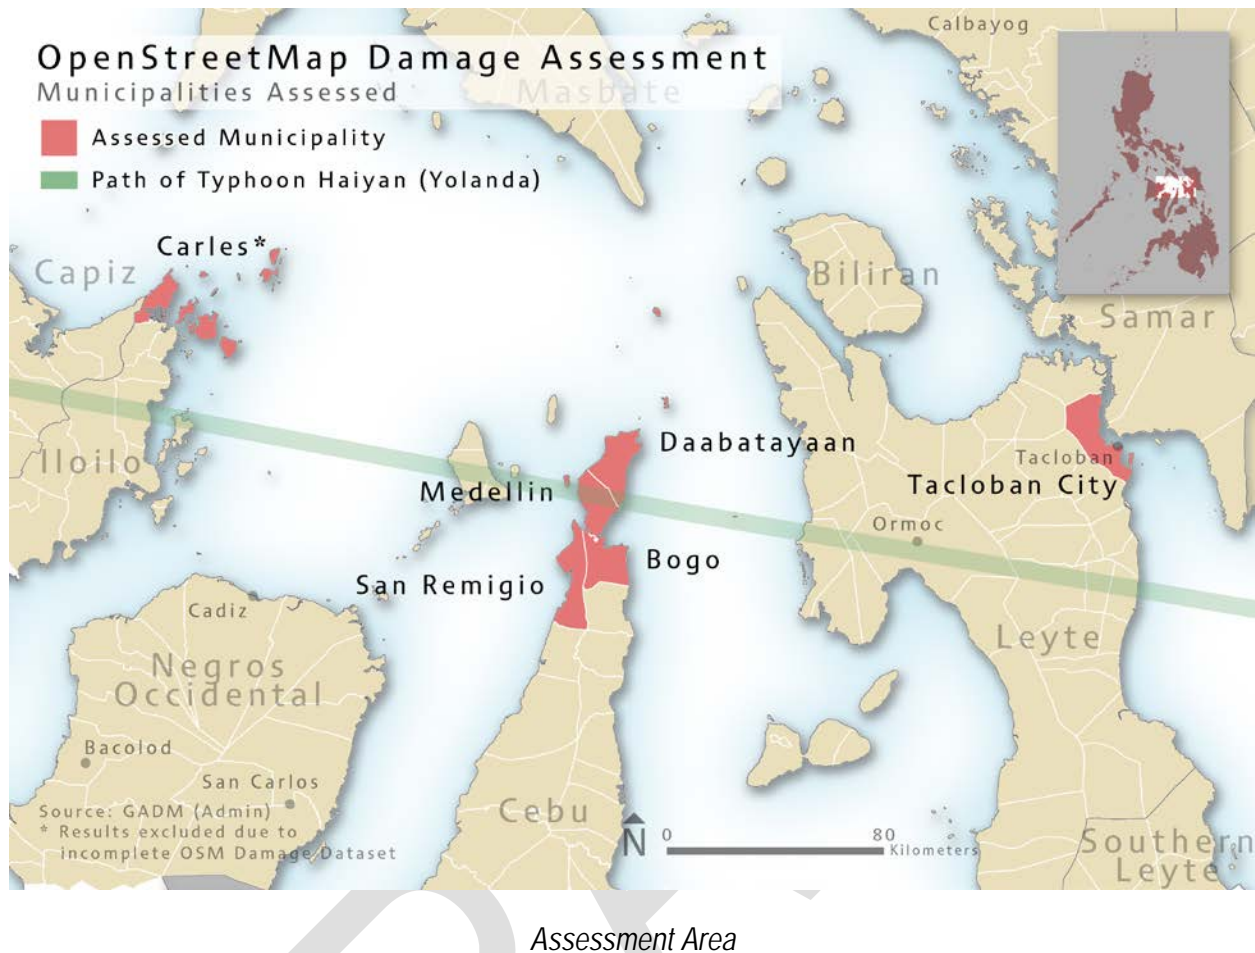 OpenStreetMap Damage Assessment
Municipalities Assessed
Assessed Municipality
Path of Typhoon Haiyan (Yolanda)
Masbate
Calbayog
Carles*
Capiz
Biliran
Samar
Iloilo
Daabatayaan
Medellin
Tacloban
Tacloban City
Ormoc
Bogo
San Remigio
Cadiz
Leyte
Negros
Occidental
Bacolod
San Carlos
Cebu
Source: GADM (Admin)
* Results excluded due to
incomplete OSM Damage Dataset
N
0 80
Kilometers
Southern
Leyte
Assessment Area